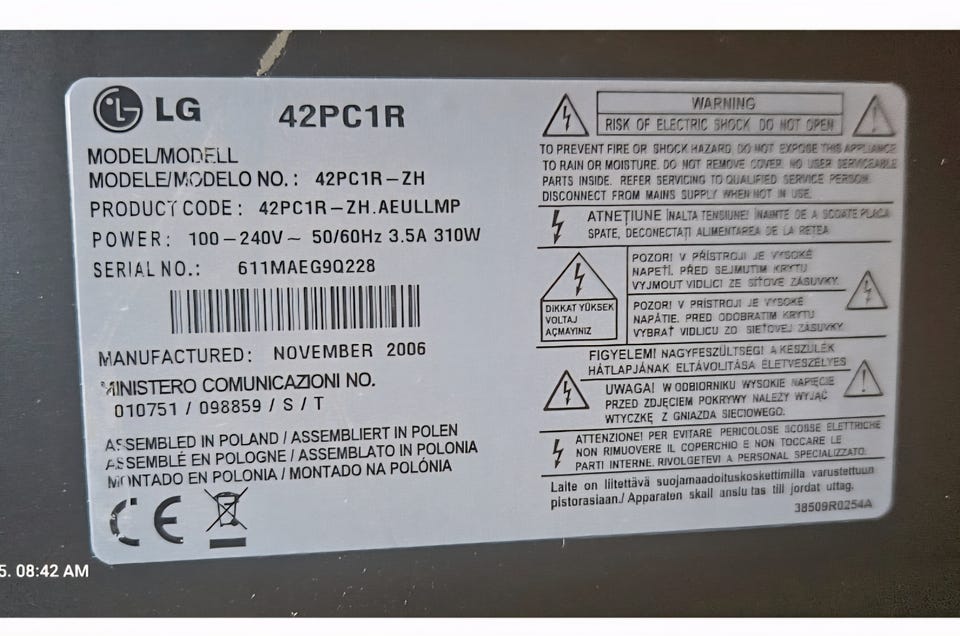 LG 42PC1R
MODEL/MODELL
MODELE/MODELO NO. : 42PC1R-ZH
PRODUCT CODE : 42PC1R-ZH.AEULLMP
POWER : 100-240V~ 50/60Hz 3.5A 310W
SERIAL NO. : 611MAEG9Q228
MANUFACTURED : NOVEMBER 2006
MINISTERO COMUNICAZIONI NO.
010751 / 098859 / S / T
ASSEMBLED IN POLAND / ASSEMBLIERT IN POLEN
ASSEMBLÉ EN POLOGNE / ASSEMBLATO IN POLONIA
MONTADO EN POLONIA / MONTADO NA POLÓNIA
CE
WARNING
RISK OF ELECTRIC SHOCK DO NOT OPEN
TO PREVENT FIRE OR SHOCK HAZARD, DO NOT EXPOSE THIS APPLIANCE
TO RAIN OR MOISTURE. DO NOT REMOVE COVER. NO USER SERVICEABLE
PARTS INSIDE. REFER SERVICING TO QUALIFIED SERVICE PERSON.
DISCONNECT FROM MAINS SUPPLY WHEN NOT IN USE.
ATNEŢIUNE ÎNALTA TENSIUNE! ÎNAINTE DE A SCOATE PLACA
SPATE, DECONECTAŢI ALIMENTAREA DE LA RETEA
DIKKAT YÜKSEK
VOLTAJ
AÇMAYINIZ
POZOR! V PŘÍSTROJI JE VYSOKÉ
NAPETÍ. PŘED SEJMUTIM KRYTU
VYJMOUT VIDLICI ZE SÍTOVÉ ZÁSUVKY.
POZOR! V PRÍSTROJI JE VYSOKÉ
NAPÁTIE. PRED ODOBRATIM KRYTU
VYBRAŤ VIDLICU ZO SIEŤOVEJ ZÁSUVKY.
FIGYELEM! NAGYFESZÜLTSÉG! A KÉSZÜLÉK
HÁTLAPJÁNAK ELTÁVOLÍTÁSA ÉLETVESZÉLYES
UWAGA! W ODBIORNIKU WYSOKIE NAPIĘCIE
PRZED ZDJĘCIEM POKRYWY NALEŻY WYJĄĆ
WTYCZKĘ Z GNIAZDA SIECIOWEGO.
ATTENZIONE! PER EVITARE PERICOLOSE SCOSSE ELETTRICHE
NON RIMUOVERE IL COPERCHIO E NON TOCCARE LE
PARTI INTERNE. RIVOLGETEVI A PERSONAL SPECIALIZZATO.
Laite on liitettävä suojamaadoituskoskettimilla varustettuun
pistorasiaan./ Apparaten skall anslutas till jordat uttag.
38509R0254A
5. 08:42 AM